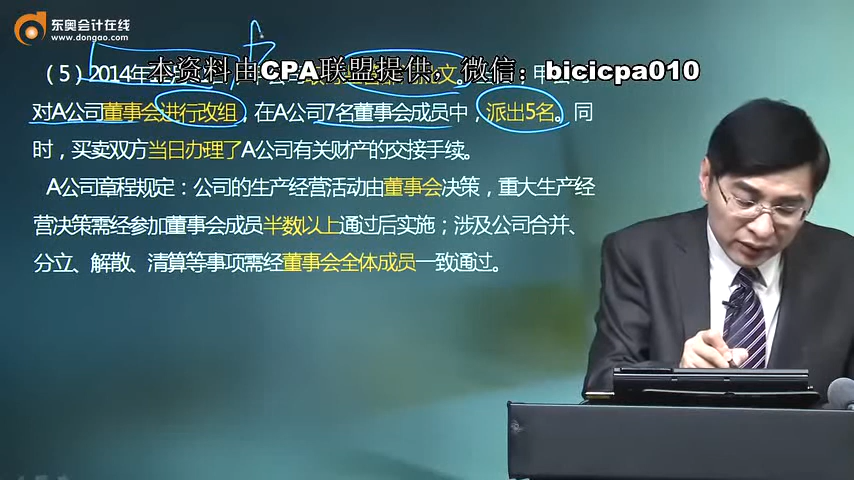 东奥会计在线
www.dongao.com
本资料由CPA联盟提供，微信：bicicpa010
（5）2014年
对A公司董事会进行改组，在A公司7名董事会成员中，派出5名。同
时，买卖双方当日办理了A公司有关财产的交接手续。
A公司章程规定：公司的生产经营活动由董事会决策，重大生产经
营决策需经参加董事会成员半数以上通过后实施；涉及公司合并、
分立、解散、清算等事项需经董事会全体成员一致通过。